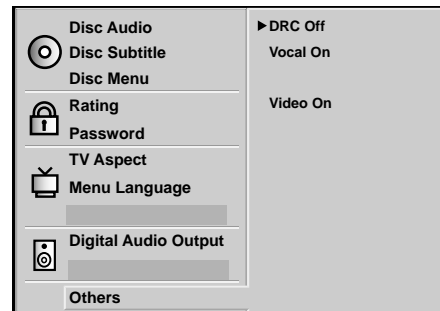 Disc Audio
Disc Subtitle
Disc Menu
Rating
Password
TV Aspect
Menu Language
Digital Audio Output
Others
▶DRC Off
Vocal On
Video On